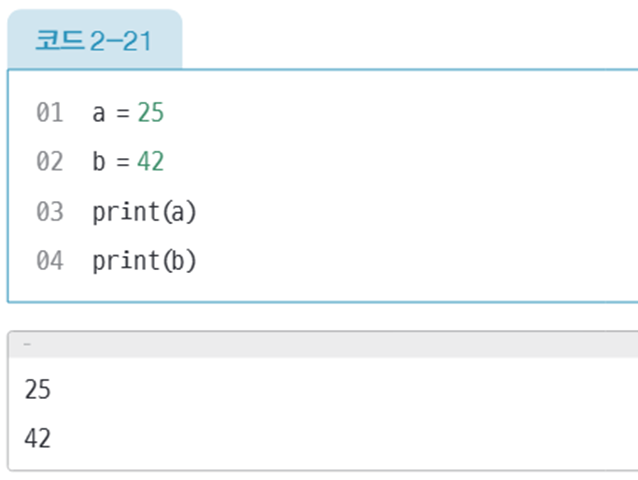 코드 2-21
01 a = 25
02 b = 42
03 print(a)
04 print(b)
25
42